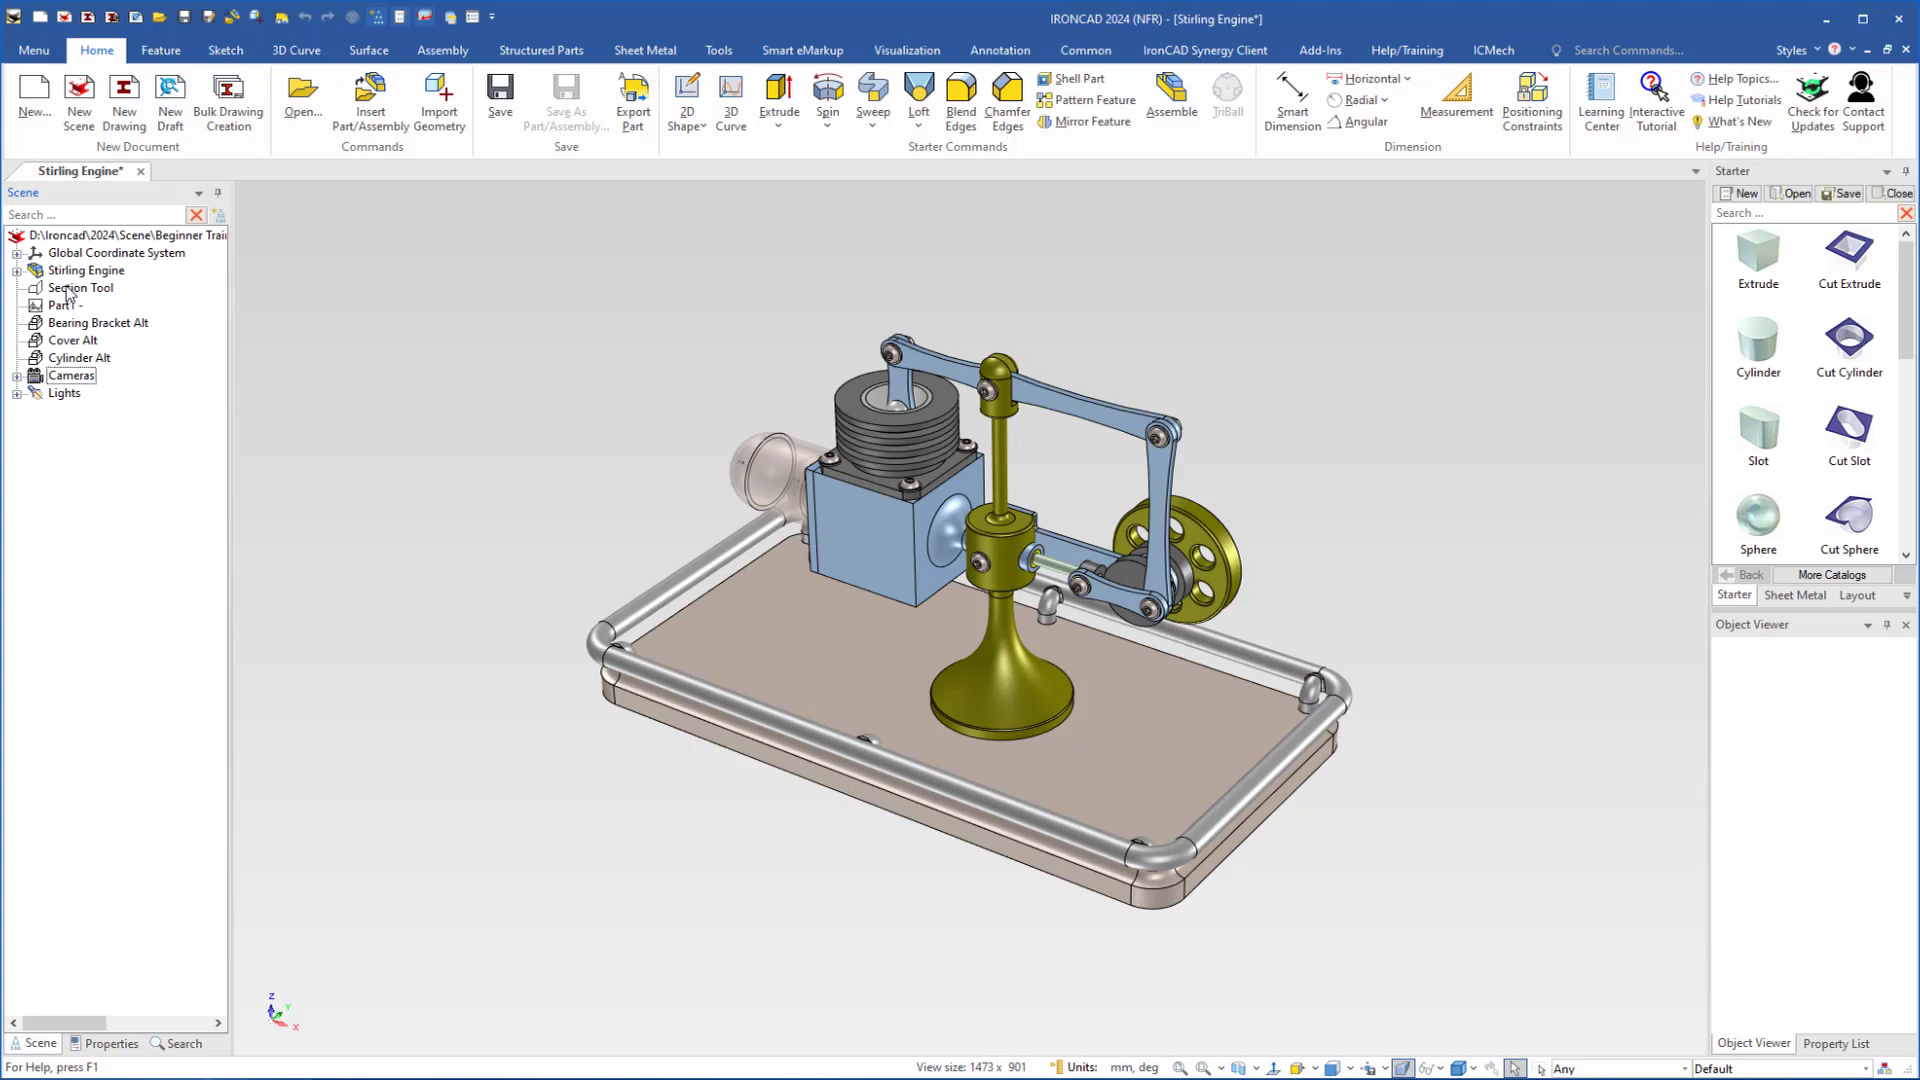 IRONCAD 2024 (NFR) - [Stirling Engine*]
Menu Home Feature Sketch 3D Curve Surface Assembly Structured Parts Sheet Metal Tools Smart eMarkup Visualization Annotation Common IronCAD Synergy Client Add-Ins Help/Training ICMech Search Commands... Styles
New... New Scene New Drawing New Draft Bulk Drawing Creation
New Document
Open... Insert Part/Assembly Import Geometry
Commands
Save Save As Part/Assembly... Export Part
Save
2D Shape 3D Curve Extrude Spin Sweep Loft Blend Edges Chamfer Edges
Shell Part
Pattern Feature
Mirror Feature
Assemble TriBall
Starter Commands
Smart Dimension
Horizontal
Radial
Angular
Measurement Positioning Constraints
Dimension
Learning Center Interactive Tutorial
Help Topics...
Help Tutorials
What's New
Check for Updates Contact Support
Help/Training
Stirling Engine*
Scene
Search ...
D:\Ironcad\2024\Scene\Beginner Trai
Global Coordinate System
Stirling Engine
Section Tool
Part1 -
Bearing Bracket Alt
Cover Alt
Cylinder Alt
Cameras
Lights
Scene Properties Search
Z
Y
X
Starter
New Open Save Close
Search ...
Extrude Cut Extrude
Cylinder Cut Cylinder
Slot Cut Slot
Sphere Cut Sphere
Back More Catalogs
Starter Sheet Metal Layout
Object Viewer
Object Viewer Property List
For Help, press F1
View size: 1473 x 901 Units: mm, deg Any Default